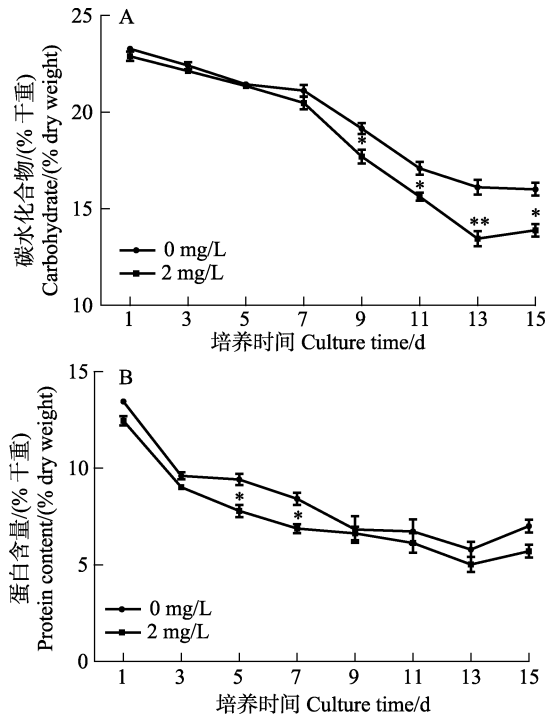 A
碳水化合物/(% 干重)
Carbohydrate/(% dry weight)
25
20
15
10
* * ** *
0 mg/L
2 mg/L
1 3 5 7 9 11 13 15
培养时间 Culture time/d
B
蛋白含量/(% 干重)
Protein content/(% dry weight)
15
10
5
0
* *
0 mg/L
2 mg/L
1 3 5 7 9 11 13 15
培养时间 Culture time/d